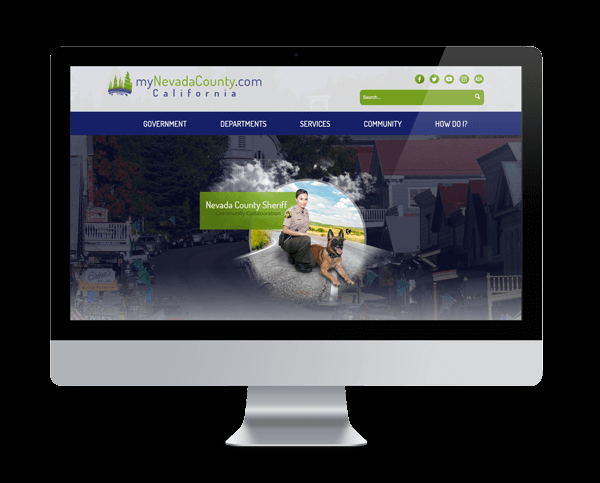 myNevadaCounty.com
California
Search...
GOVERNMENT DEPARTMENTS SERVICES COMMUNITY HOW DO I?
Nevada County Sheriff
Community Collaboration